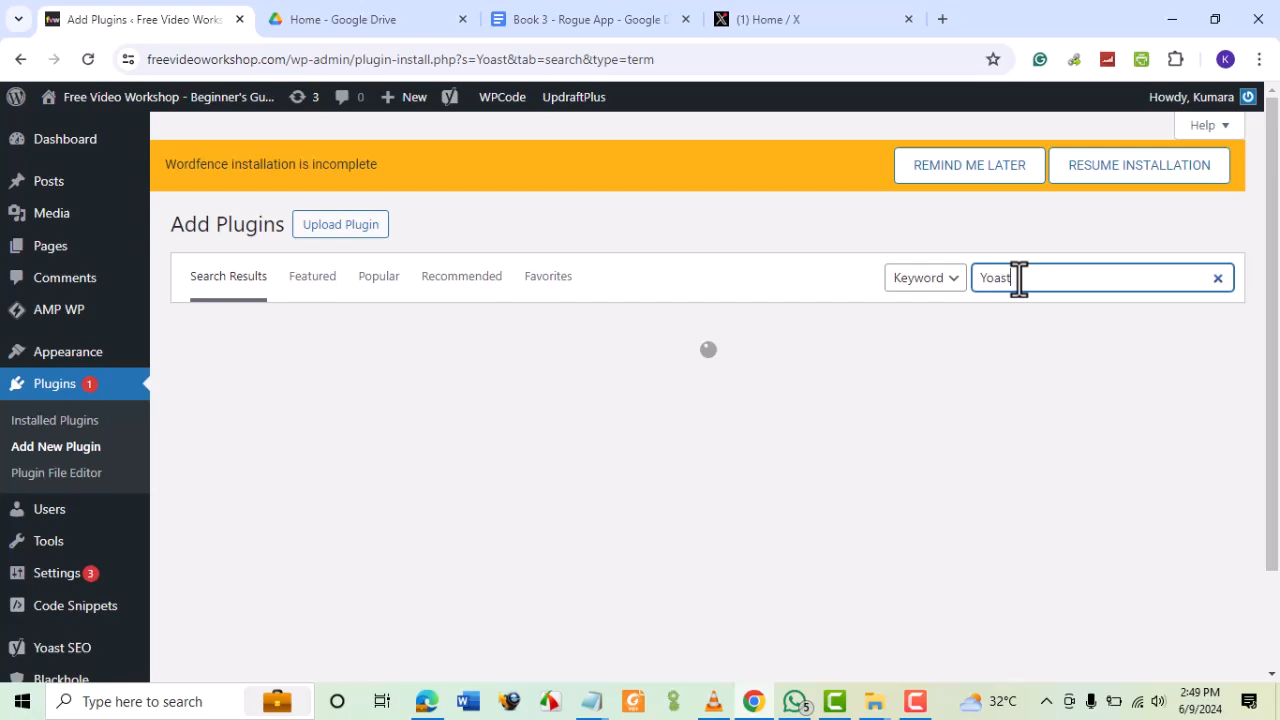 Add Plugins ‹ Free Video Works
Home - Google Drive
Book 3 - Rogue App - Google D
(1) Home / X
freevideoworkshop.com/wp-admin/plugin-install.php?s=Yoast&tab=search&type=term
K
Free Video Workshop - Beginner's Gu...
3
0
New
WPCode
UpdraftPlus
Howdy, Kumara
Help
Wordfence installation is incomplete
REMIND ME LATER
RESUME INSTALLATION
Add Plugins
Upload Plugin
Search Results
Featured
Popular
Recommended
Favorites
Keyword
Yoast
Dashboard
Posts
Media
Pages
Comments
AMP WP
Appearance
Plugins 1
Installed Plugins
Add New Plugin
Plugin File Editor
Users
Tools
Settings 3
Code Snippets
Yoast SEO
Blackhole
Type here to search
5
32°C
2:49 PM
6/9/2024